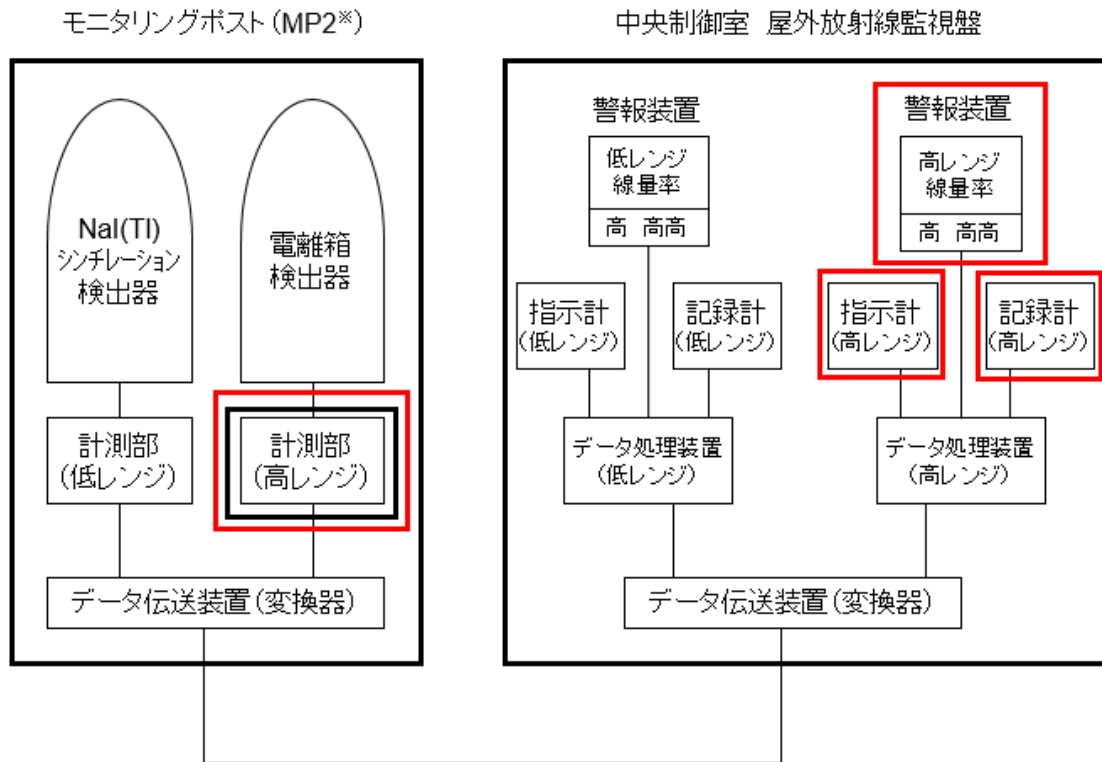 モニタリングポスト(MP2※)
中央制御室 屋外放射線監視盤
NaI(Tl)
シンチレーション
検出器
電離箱
検出器
計測部
(低レンジ)
計測部
(高レンジ)
データ伝送装置(変換器)
警報装置
低レンジ
線量率
高 高高
警報装置
高レンジ
線量率
高 高高
指示計
(低レンジ)
記録計
(低レンジ)
指示計
(高レンジ)
記録計
(高レンジ)
データ処理装置
(低レンジ)
データ処理装置
(高レンジ)
データ伝送装置(変換器)